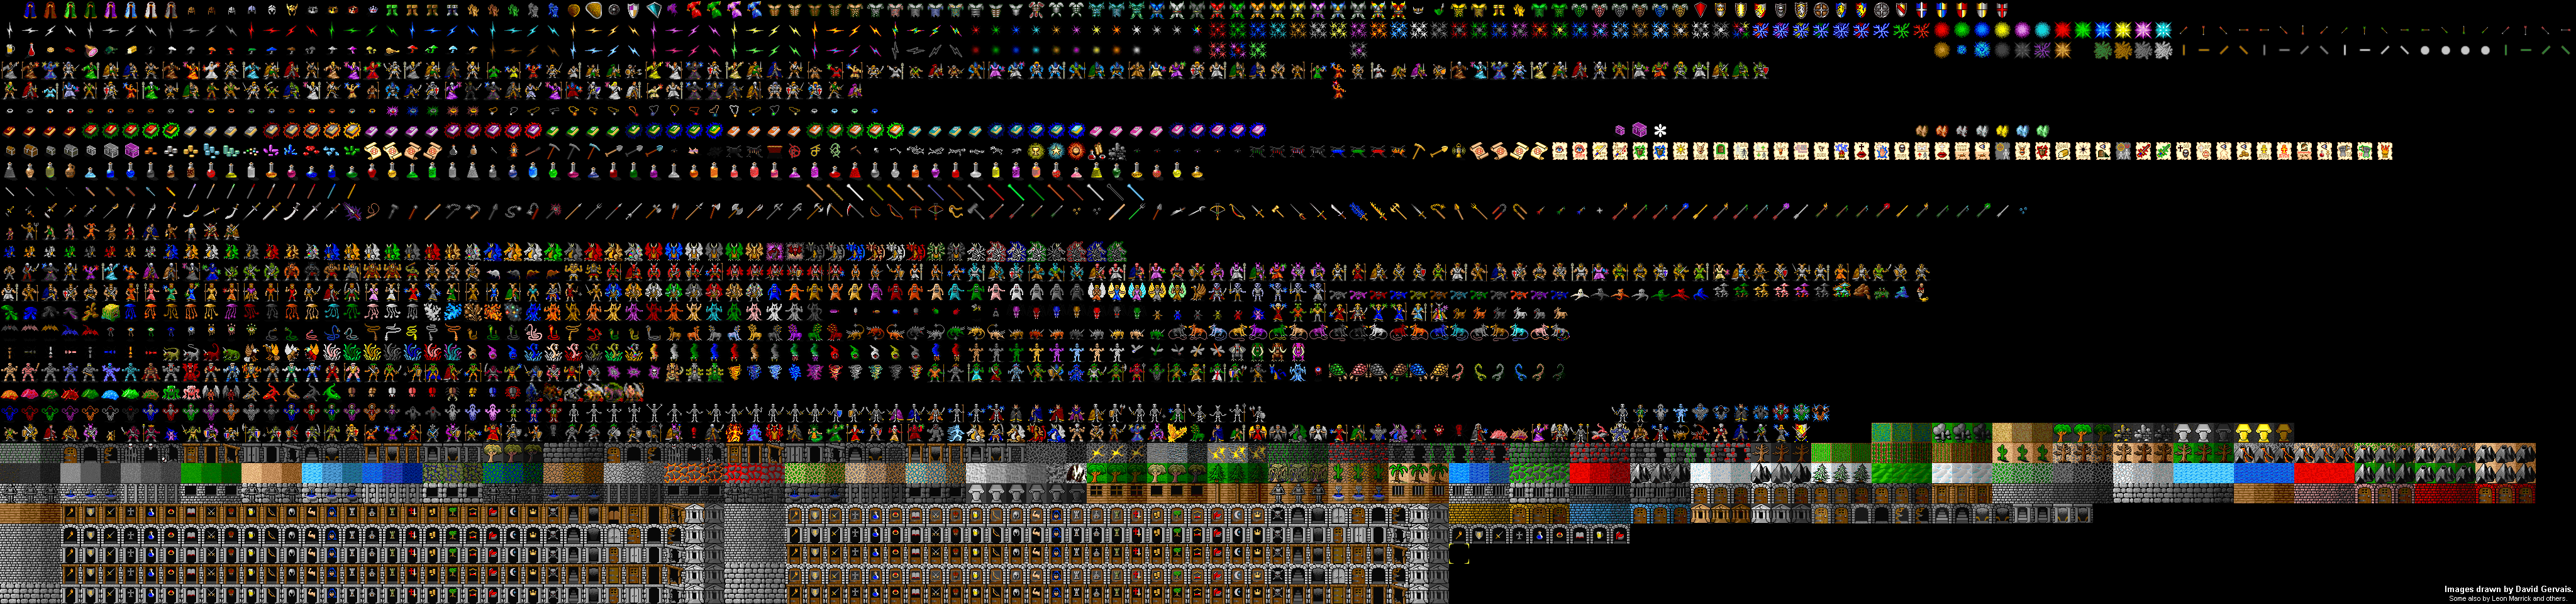 Images drawn by David Gervais.
Some also by Leon Marrick and others.